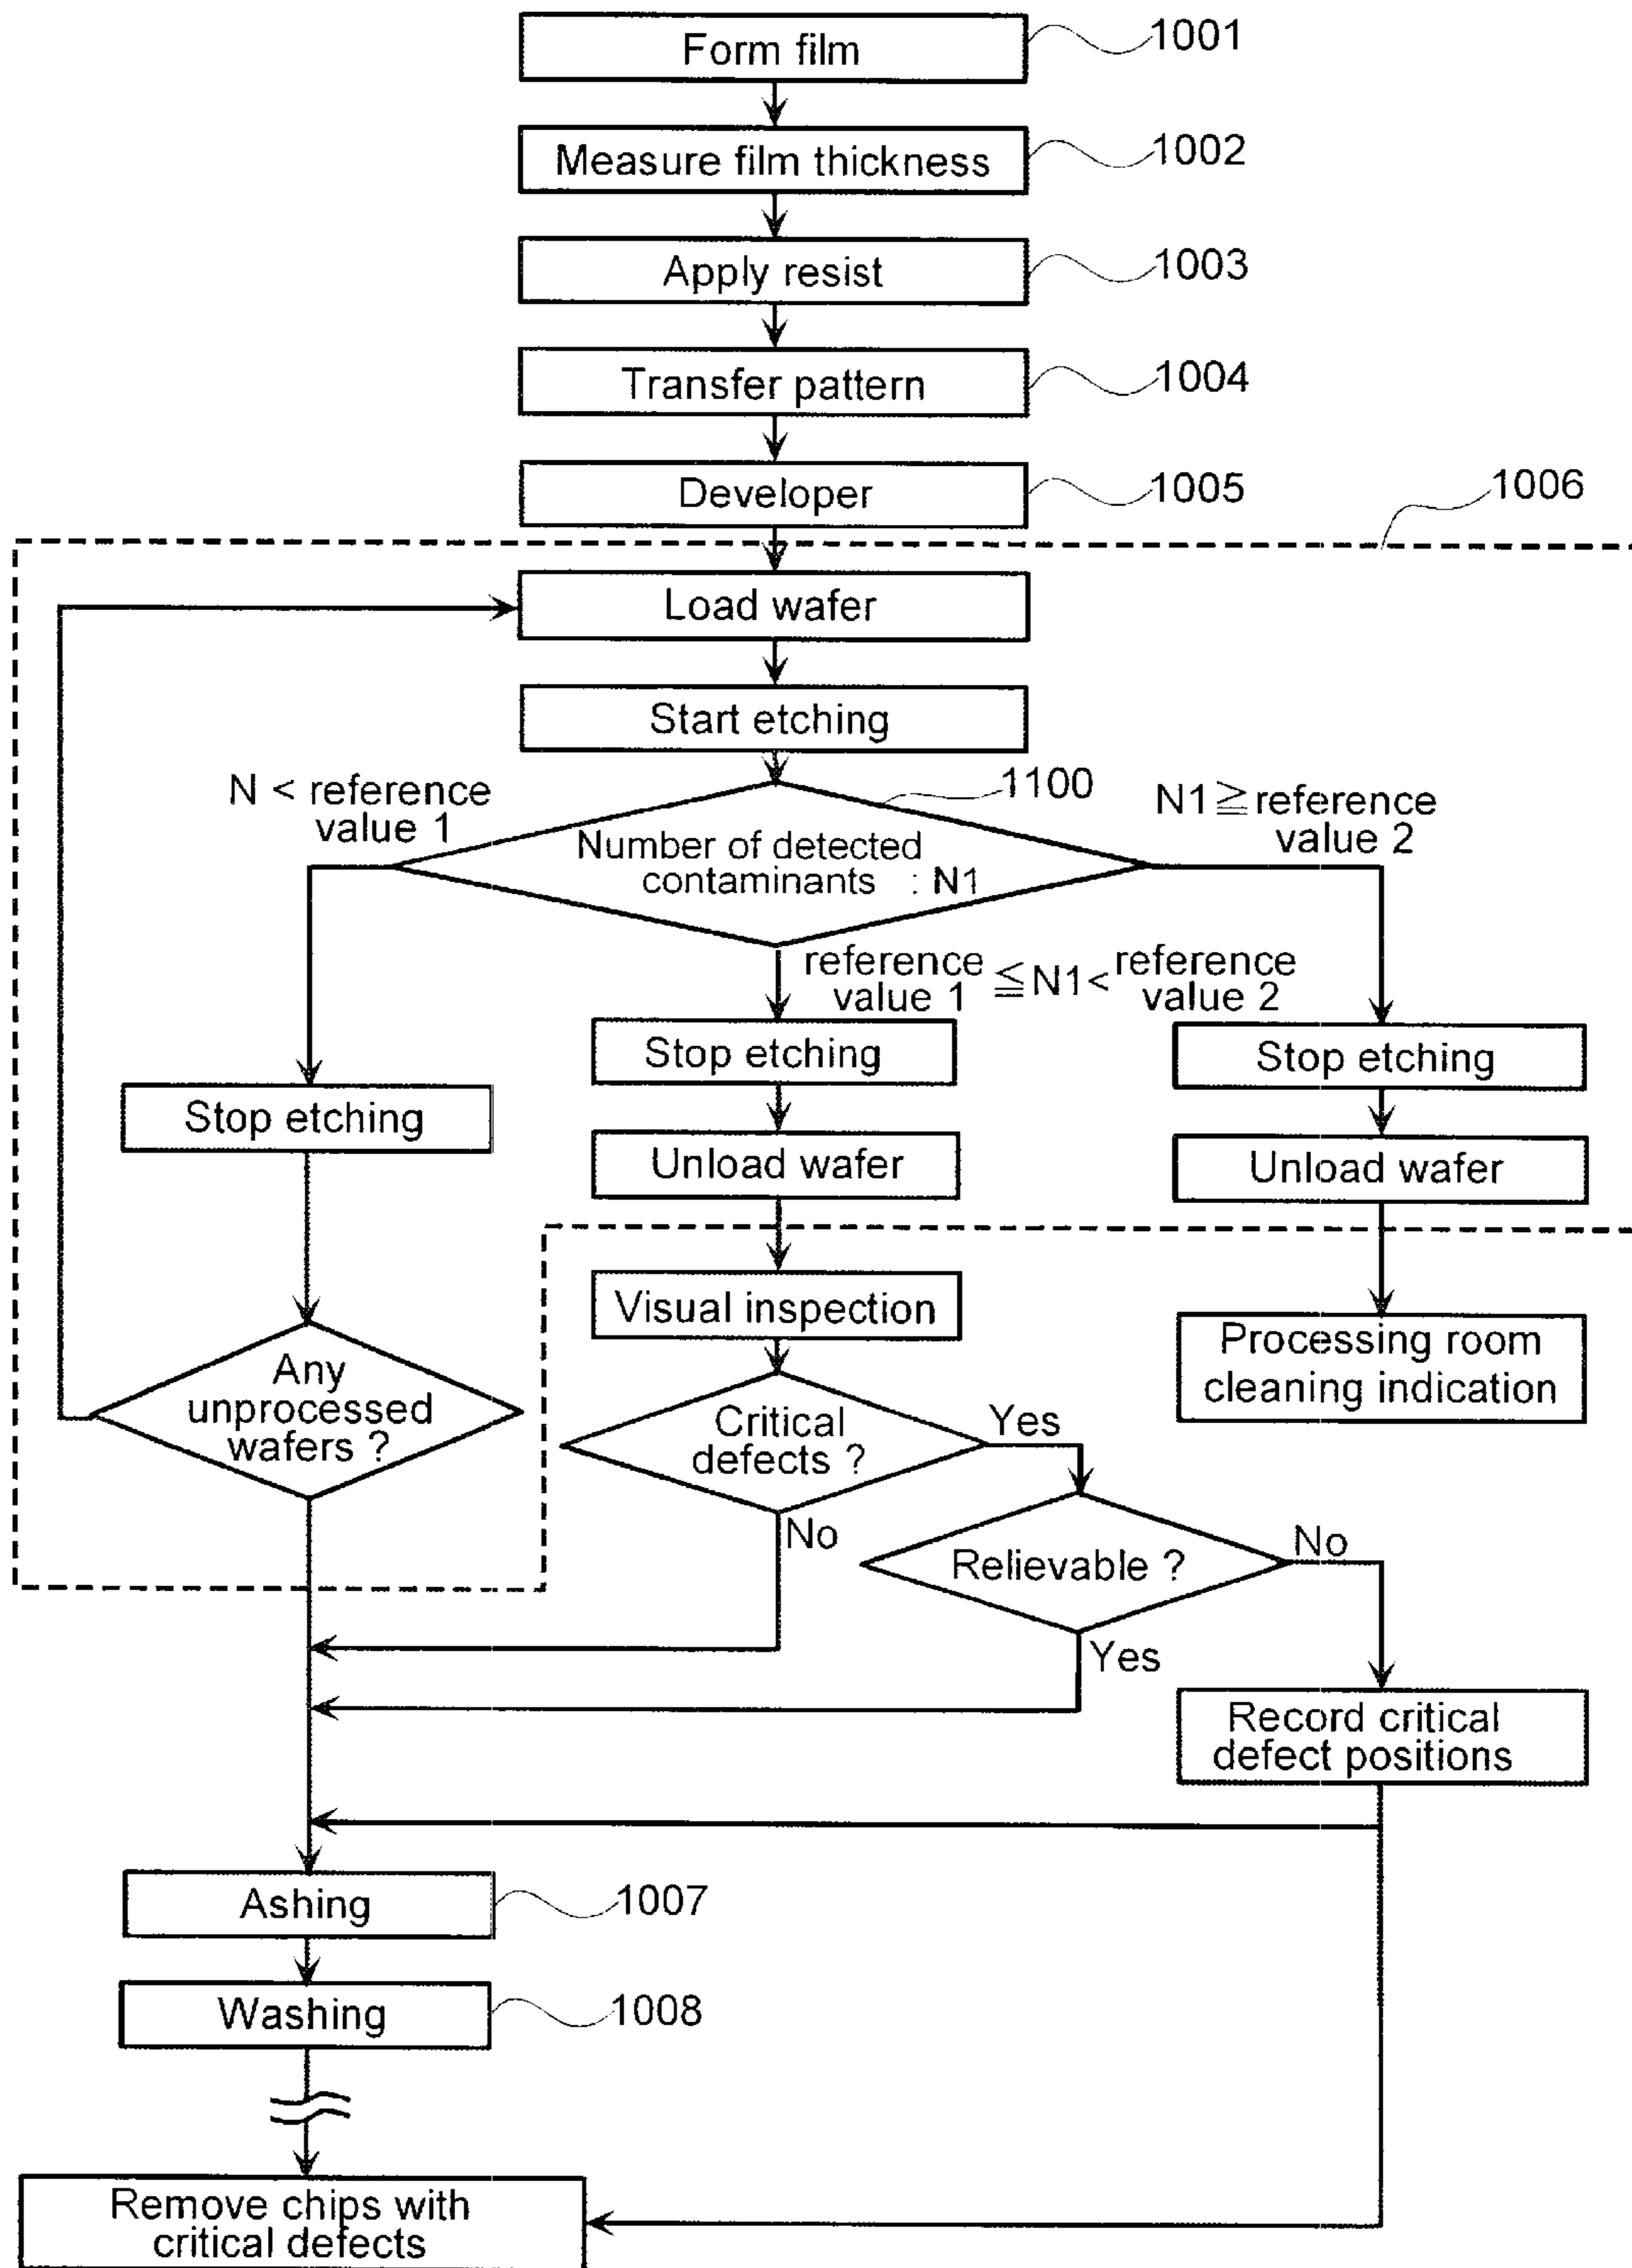 Form film
1001
Measure film thickness
1002
Apply resist
1003
Transfer pattern
1004
Developer
1005
1006
Load wafer
Start etching
1100
N < reference
value 1
N1 ≧ reference
value 2
Number of detected
contaminants : N1
reference
value 1
≦ N1 <
reference
value 2
Stop etching
Stop etching
Stop etching
Unload wafer
Unload wafer
Visual inspection
Processing room
cleaning indication
Any
unprocessed
wafers ?
Critical
defects ?
Yes
No
Relievable ?
No
Yes
Record critical
defect positions
Ashing
1007
Washing
1008
Remove chips with
critical defects